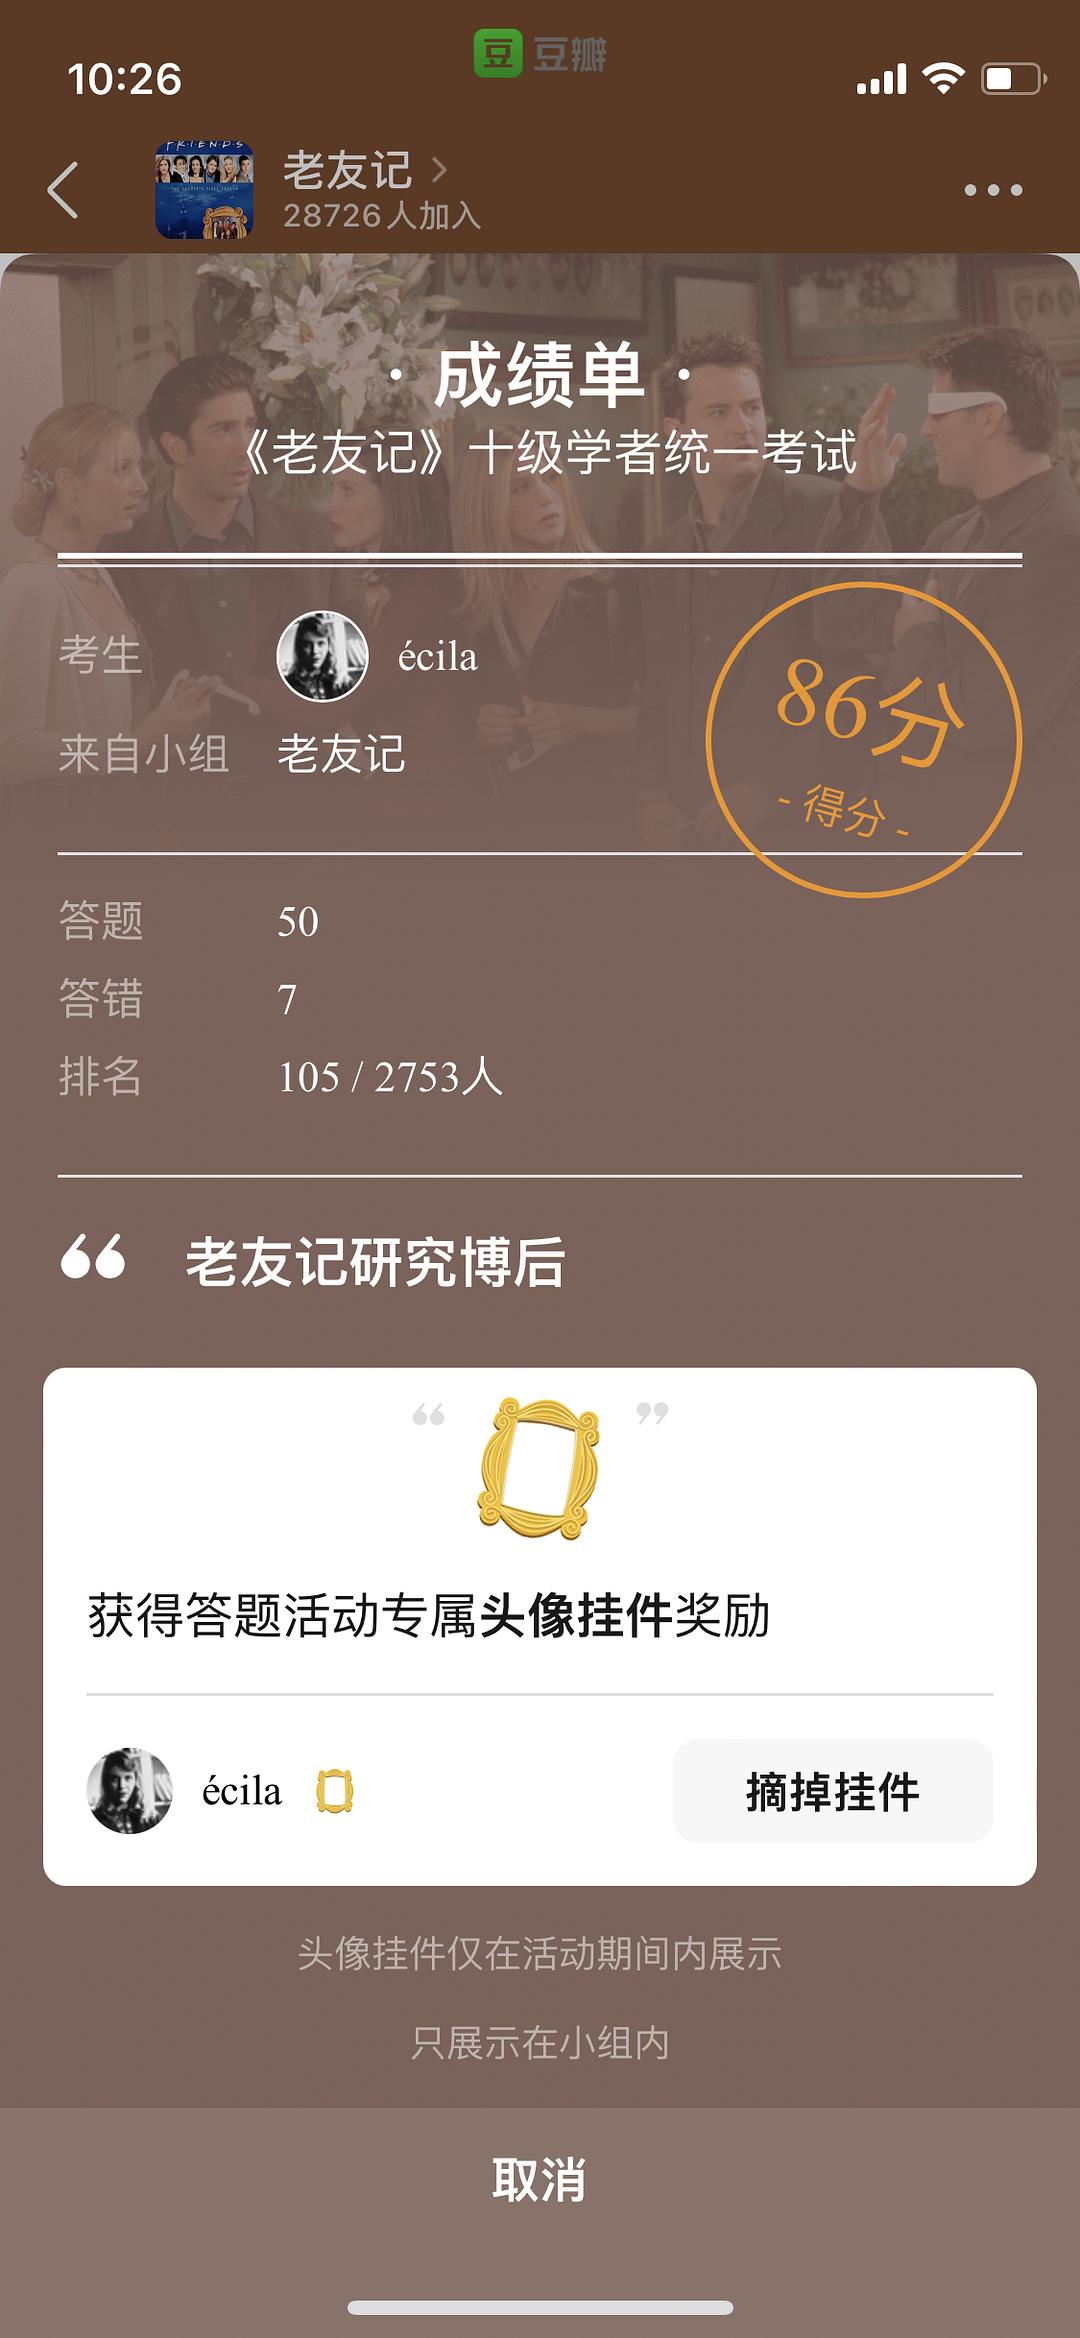 豆 豆瓣
10:26
FRIENDS
THE COMPLETE FIRST SEASON
老友记
28726人加入
· 成绩单 ·
《老友记》十级学者统一考试
考生 écila
来自小组 老友记
86分
- 得分 -
答题 50
答错 7
排名 105 / 2753人
“ 老友记研究博后
“ ”
获得答题活动专属头像挂件奖励
écila
摘掉挂件
头像挂件仅在活动期间内展示
只展示在小组内
取消